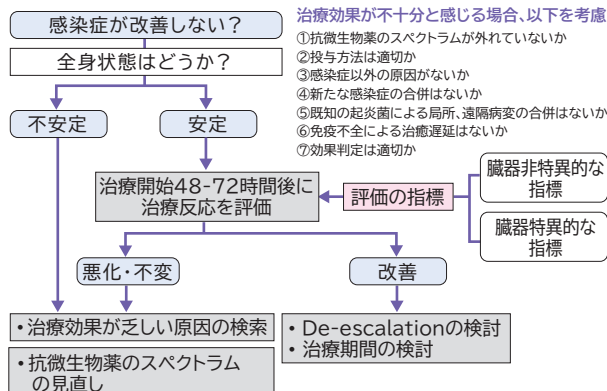 感染症が改善しない?
全身状態はどうか?
不安定
安定
治療効果が不十分と感じる場合、以下を考慮
①抗微生物薬のスペクトラムが外れていないか
②投与方法は適切か
③感染症以外の原因がないか
④新たな感染症の合併はないか
⑤既知の起炎菌による局所、遠隔病変の合併はないか
⑥免疫不全による治癒遅延はないか
⑦効果判定は適切か
治療開始48-72時間後に
治療反応を評価
評価の指標
臓器非特異的な
指標
臓器特異的な
指標
悪化・不変
改善
・治療効果が乏しい原因の検索
・抗微生物薬のスペクトラム
の見直し
・De-escalationの検討
・治療期間の検討